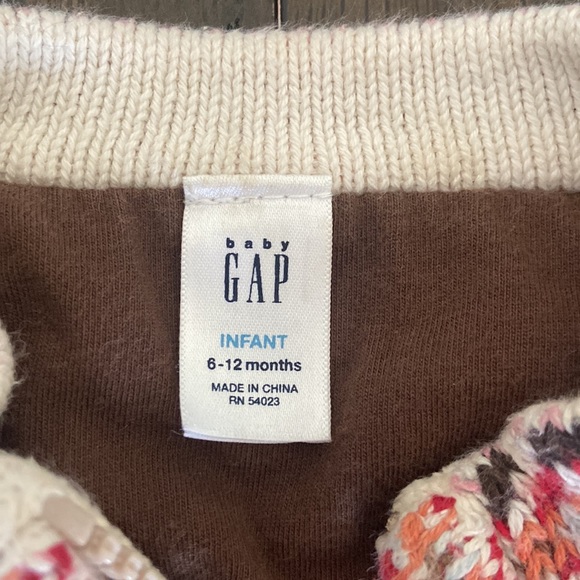 baby
GAP
INFANT
6-12 months
MADE IN CHINA
RN 54023